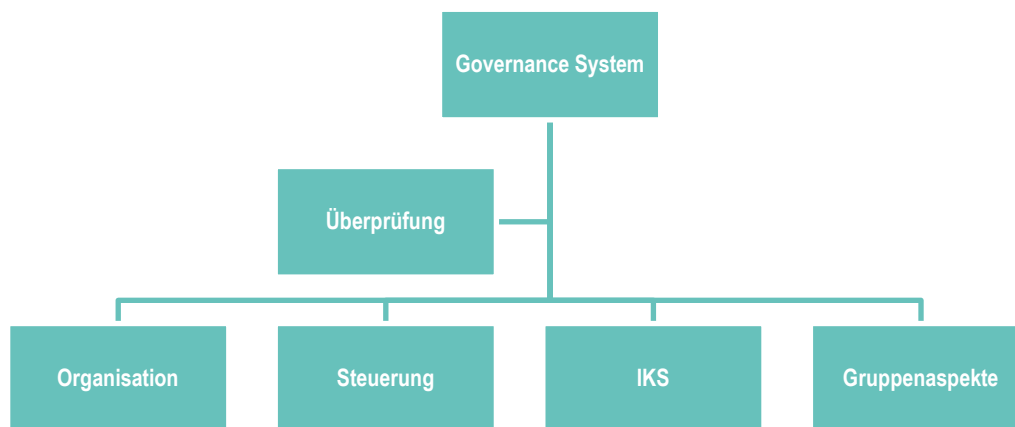 Governance System
Überprüfung
Organisation
Steuerung
IKS
Gruppenaspekte